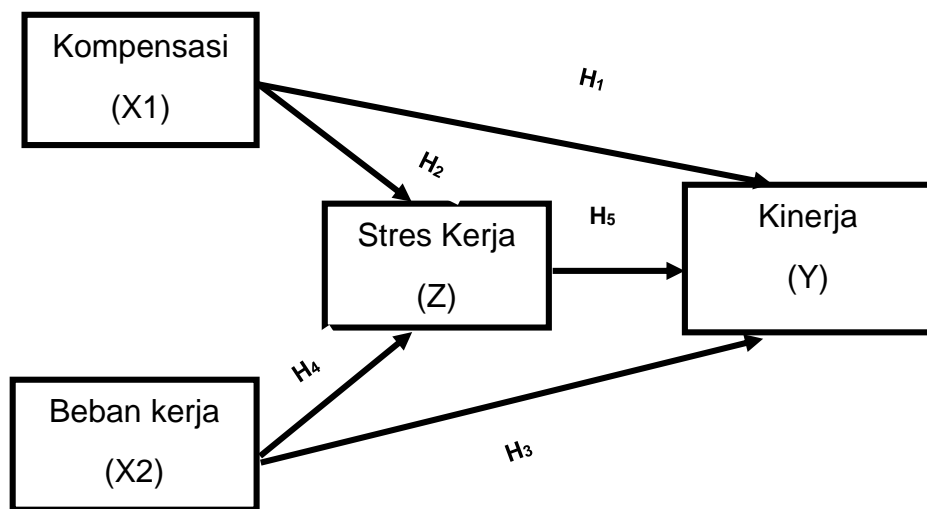 Kompensasi
(X1)
H₁
H₂
Stres Kerja
(Z)
H₅
Kinerja
(Y)
H₄
Beban kerja
(X2)
H₃